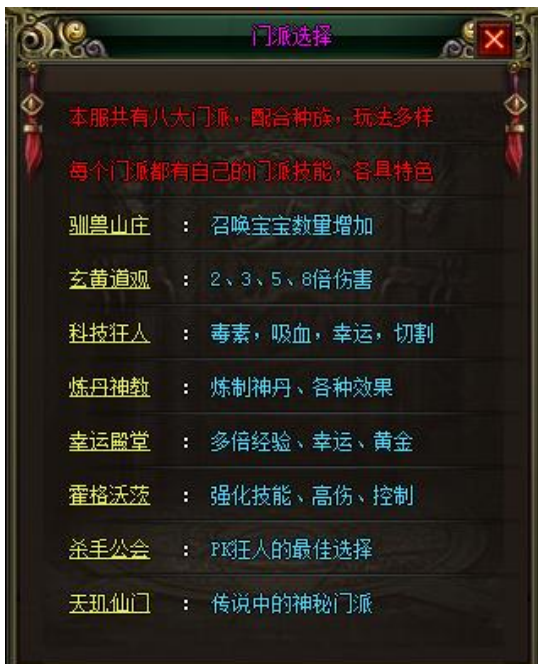 门派选择
本服共有八大门派，配合种族，玩法多样
每个门派都有自己的门派技能，各具特色
驯兽山庄 ： 召唤宝宝数量增加
玄黄道观 ： 2、3、5、8倍伤害
科技狂人 ： 毒素，吸血，幸运，切割
炼丹神教 ： 炼制神丹、各种效果
幸运殿堂 ： 多倍经验、幸运、黄金
霍格沃茨 ： 强化技能、高伤、控制
杀手公会 ： PK狂人的最佳选择
天玑仙门 ： 传说中的神秘门派